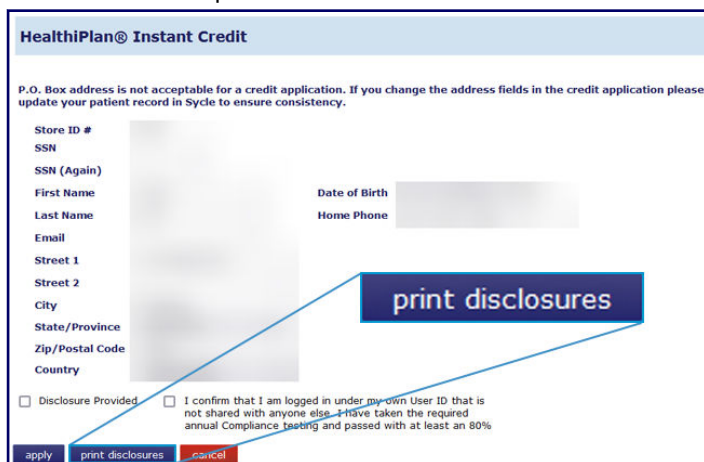 HealthiPlan® Instant Credit
P.O. Box address is not acceptable for a credit application. If you change the address fields in the credit application please
update your patient record in Sycle to ensure consistency.
Store ID #
SSN
SSN (Again)
First Name Date of Birth
Last Name Home Phone
Email
Street 1
Street 2
City
State/Province
Zip/Postal Code
Country
print disclosures
Disclosure Provided I confirm that I am logged in under my own User ID that is
not shared with anyone else. I have taken the required
annual Compliance testing and passed with at least an 80%
apply print disclosures cancel